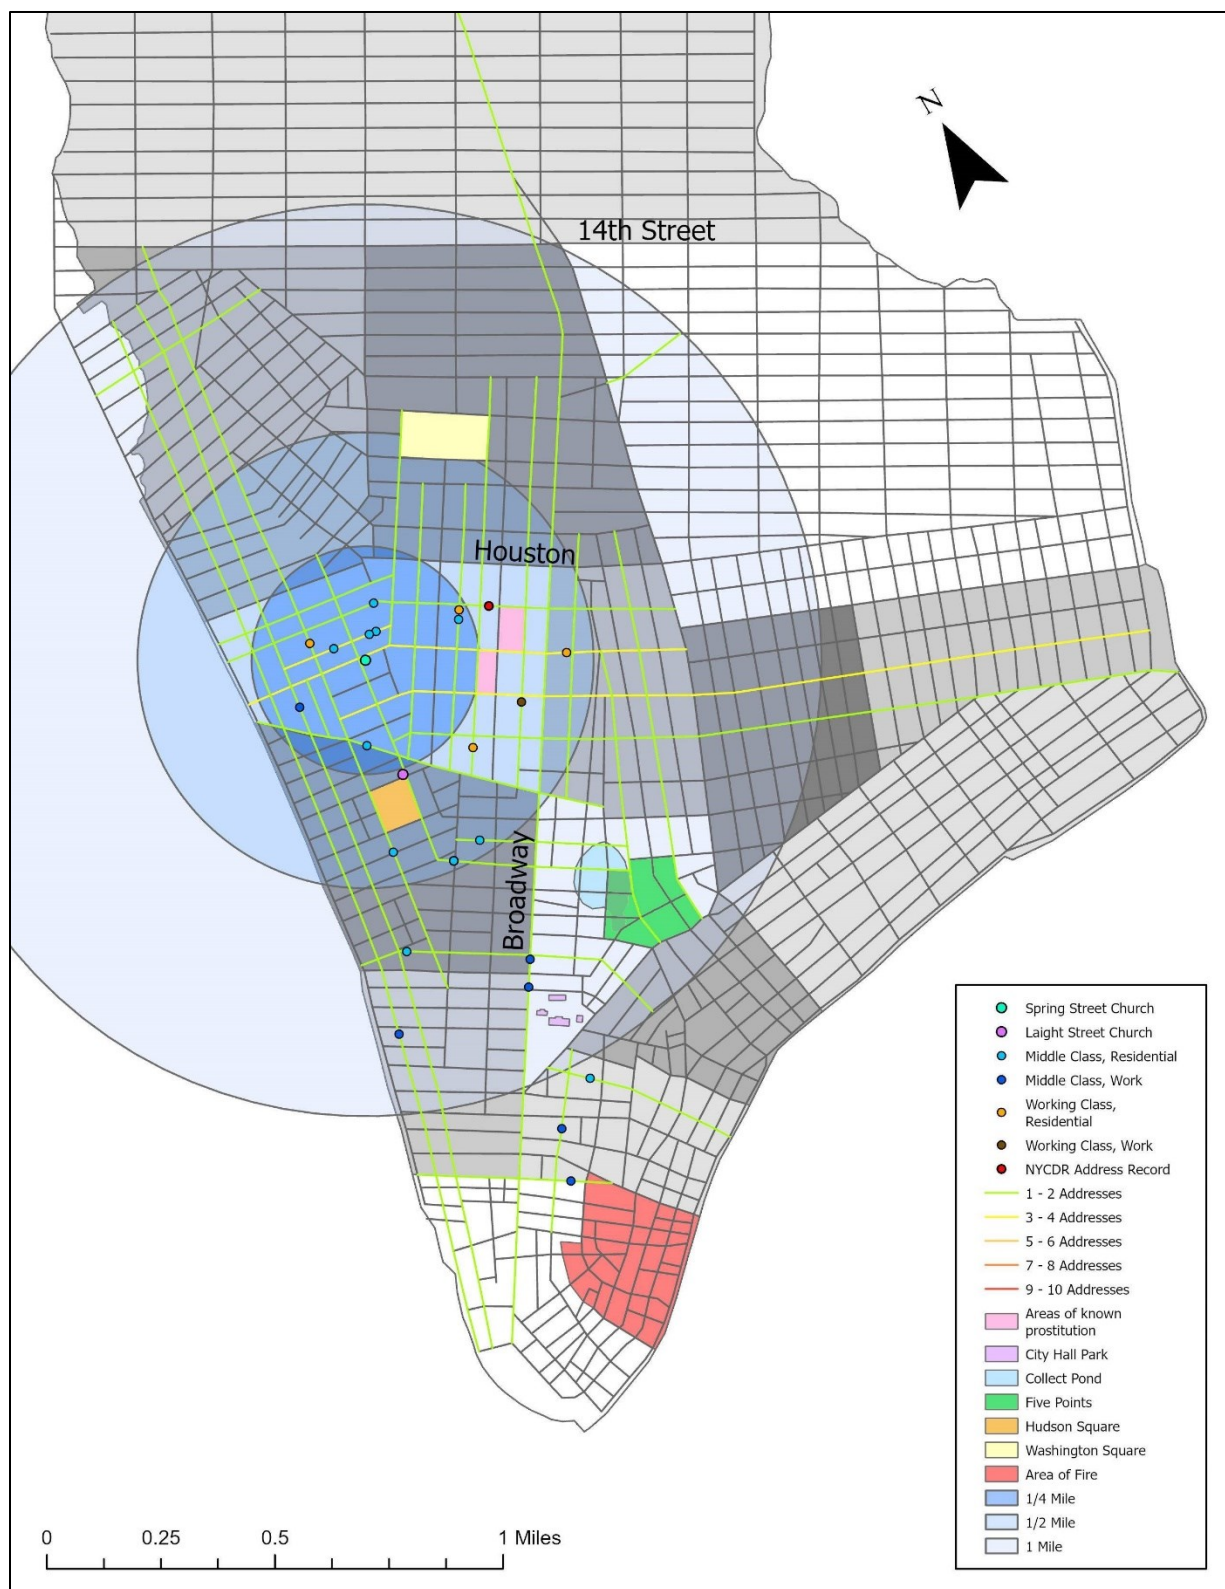 N
14th Street
Houston
Broadway
Spring Street Church
Laight Street Church
Middle Class, Residential
Middle Class, Work
Working Class,
Residential
Working Class, Work
NYCDR Address Record
1 - 2 Addresses
3 - 4 Addresses
5 - 6 Addresses
7 - 8 Addresses
9 - 10 Addresses
Areas of known
prostitution
City Hall Park
Collect Pond
Five Points
Hudson Square
Washington Square
Area of Fire
1/4 Mile
1/2 Mile
1 Mile
0 0.25 0.5 1 Miles